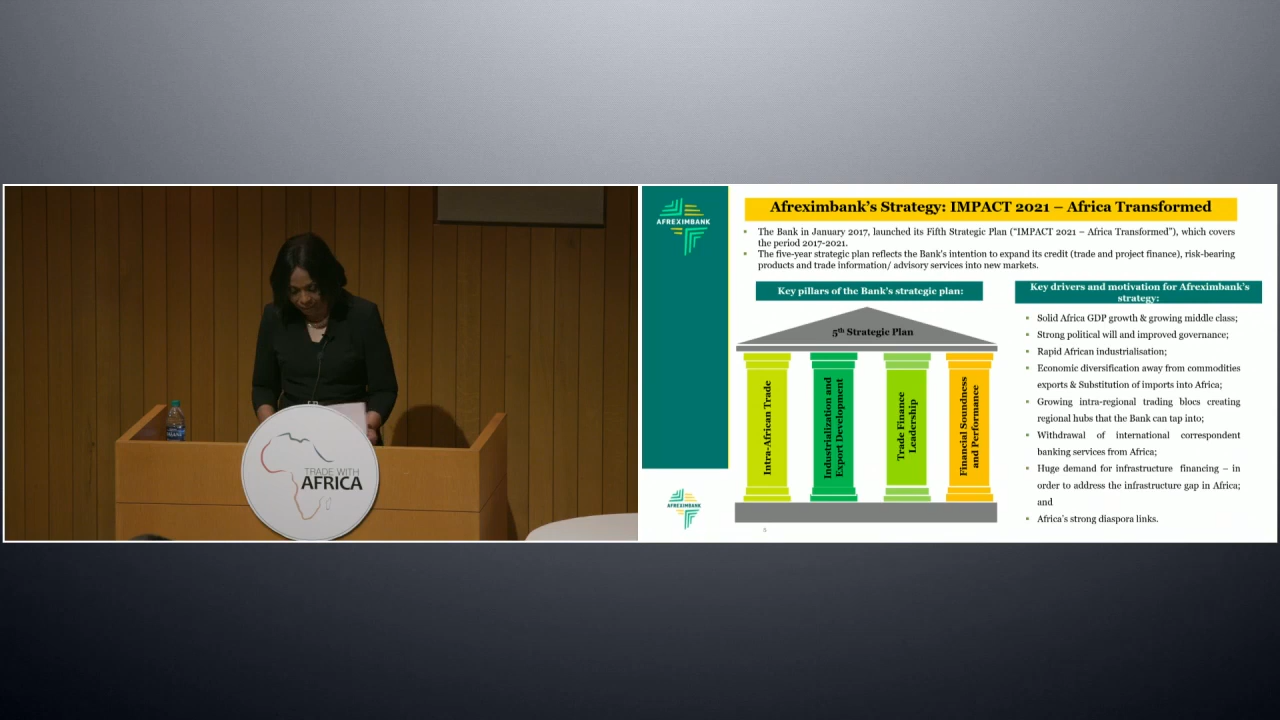 TRADE WITH
AFRICA
AFREXIMBANK
Afreximbank's Strategy: IMPACT 2021 – Africa Transformed
▪ The Bank in January 2017, launched its Fifth Strategic Plan ("IMPACT 2021 – Africa Transformed"), which covers
the period 2017-2021.
▪ The five-year strategic plan reflects the Bank's intention to expand its credit (trade and project finance), risk-bearing
products and trade information/ advisory services into new markets.
Key pillars of the Bank's strategic plan:
5th Strategic Plan
Intra-African Trade
Industrialization and
Export Development
Trade Finance
Leadership
Financial Soundness
and Performance
Key drivers and motivation for Afreximbank's
strategy:
▪ Solid Africa GDP growth & growing middle class;
▪ Strong political will and improved governance;
▪ Rapid African industrialisation;
▪ Economic diversification away from commodities
exports & Substitution of imports into Africa;
▪ Growing intra-regional trading blocs creating
regional hubs that the Bank can tap into;
▪ Withdrawal of international correspondent
banking services from Africa;
▪ Huge demand for infrastructure financing – in
order to address the infrastructure gap in Africa;
and
▪ Africa's strong diaspora links.
AFREXIMBANK